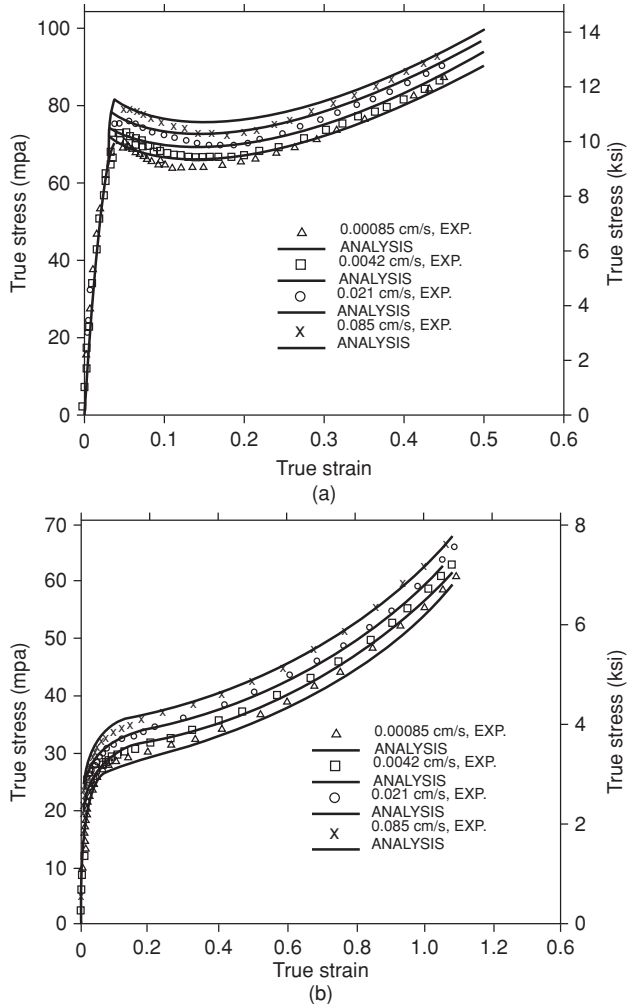 100
80
60
40
20
0
True stress (mpa)
14
12
10
8
6
4
2
0
True stress (ksi)
△ 0.00085 cm/s, EXP.
ANALYSIS
□ 0.0042 cm/s, EXP.
ANALYSIS
○ 0.021 cm/s, EXP.
ANALYSIS
X 0.085 cm/s, EXP.
ANALYSIS
0 0.1 0.2 0.3 0.4 0.5 0.6
True strain
(a)
70
60
50
40
30
20
10
0
True stress (mpa)
8
6
4
2
0
True stress (ksi)
△ 0.00085 cm/s, EXP.
ANALYSIS
□ 0.0042 cm/s, EXP.
ANALYSIS
○ 0.021 cm/s, EXP.
ANALYSIS
X 0.085 cm/s, EXP.
ANALYSIS
0 0.2 0.4 0.6 0.8 1.0 1.2 0.6
True strain
(b)